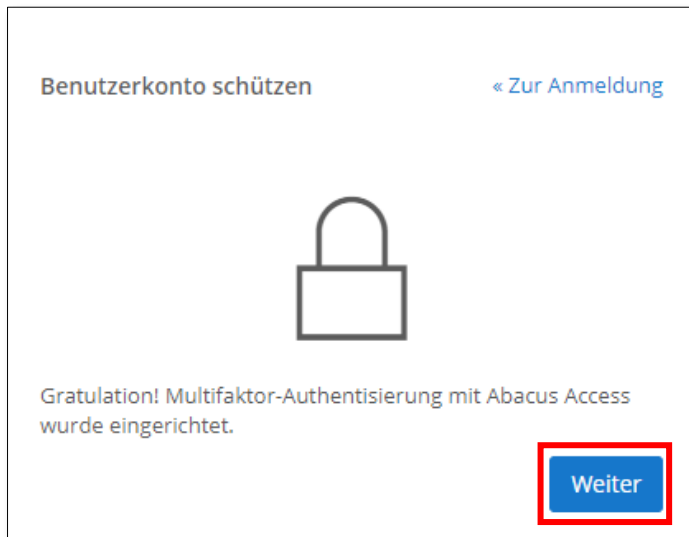 Benutzerkonto schützen
« Zur Anmeldung
Gratulation! Multifaktor-Authentisierung mit Abacus Access
wurde eingerichtet.
Weiter